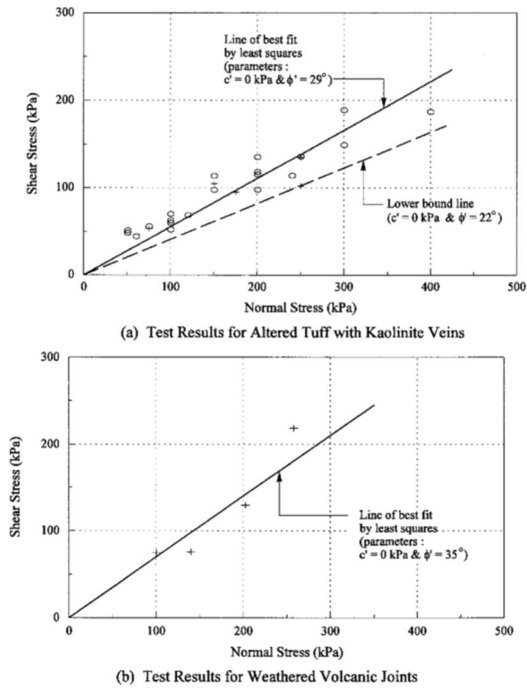 Line of best fit
by least squares
(parameters :
c' = 0 kPa & ϕ' = 29°)
300
200
100
0
Shear Stress (kPa)
Lower bound line
(c' = 0 kPa & ϕ' = 22°)
0 100 200 300 400 500
Normal Stress (kPa)
(a) Test Results for Altered Tuff with Kaolinite Veins
300
200
100
0
Shear Stress (kPa)
Line of best fit
by least squares
(parameters :
c' = 0 kPa & ϕ' = 35°)
0 100 200 300 400 500
Normal Stress (kPa)
(b) Test Results for Weathered Volcanic Joints